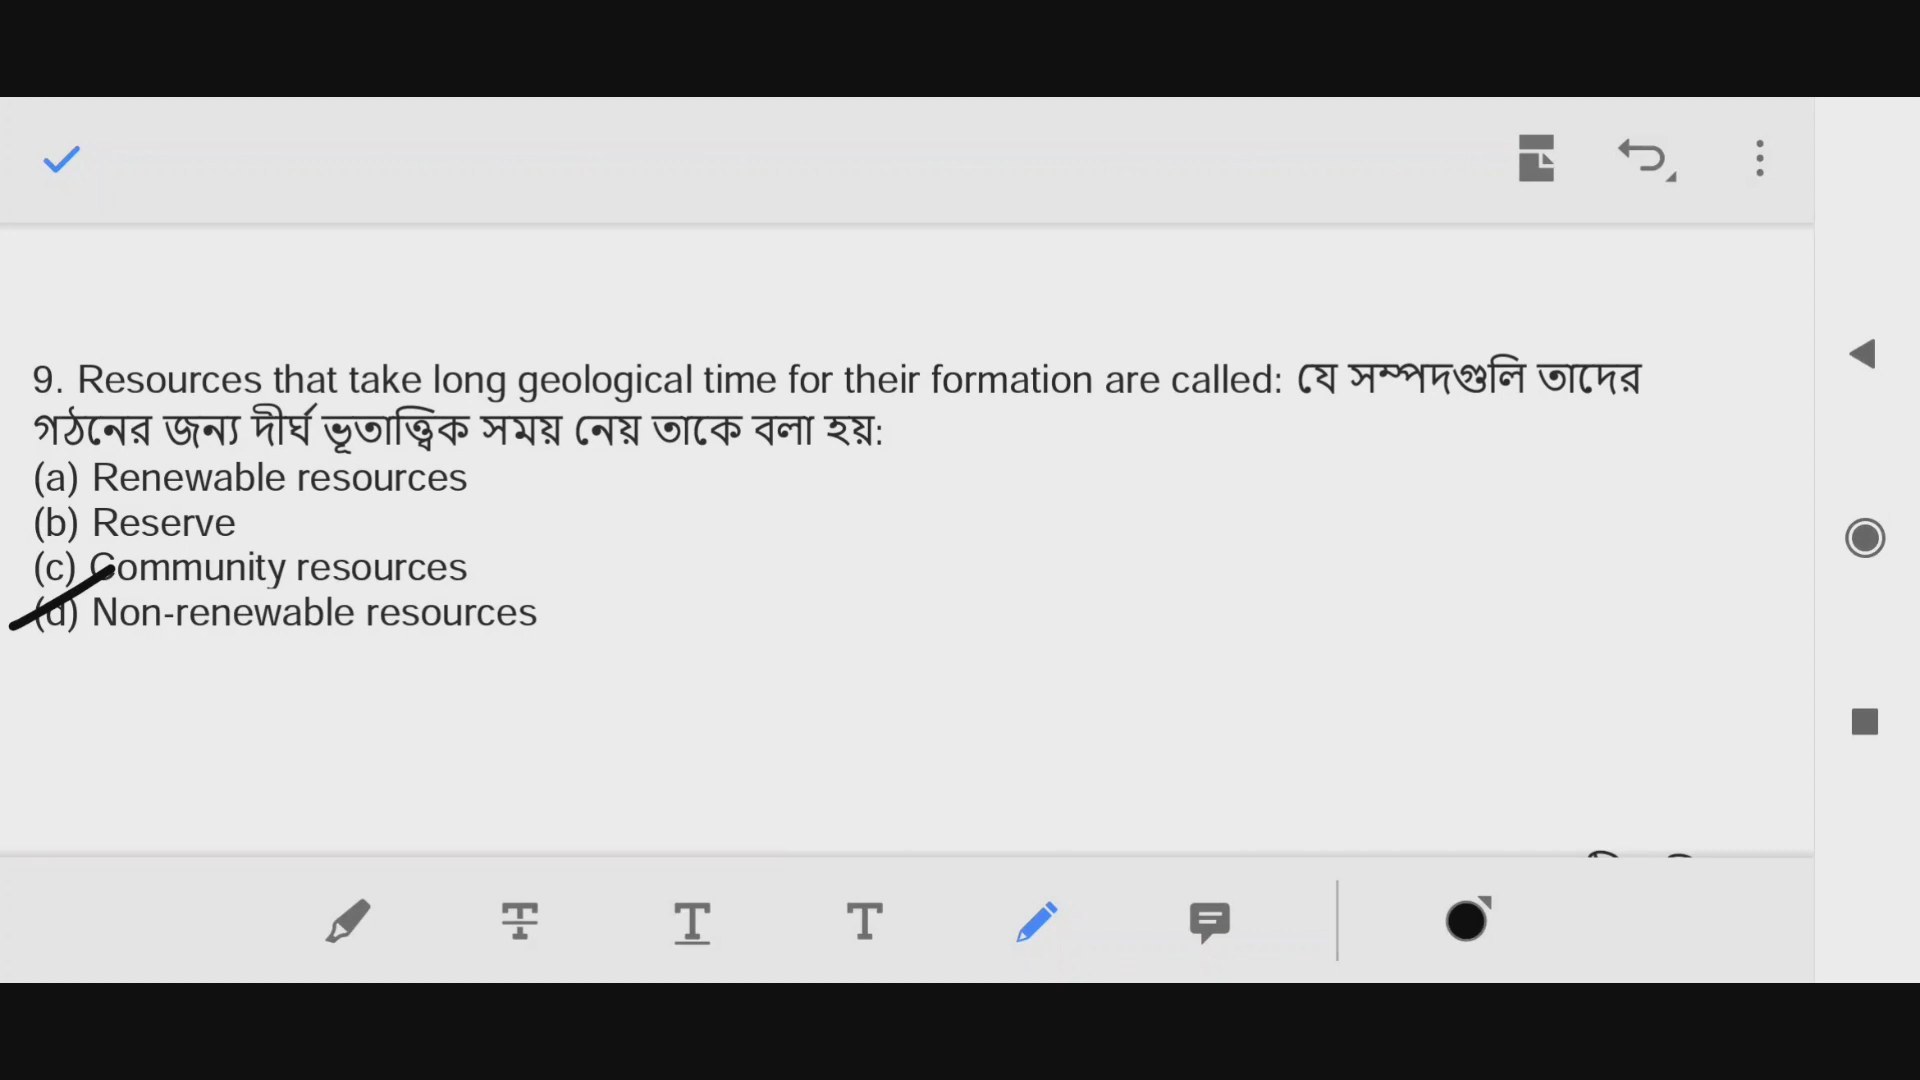 9. Resources that take long geological time for their formation are called: যে সম্পদগুলি তাদের
গঠনের জন্য দীর্ঘ ভূতাত্ত্বিক সময় নেয় তাকে বলা হয়:
(a) Renewable resources
(b) Reserve
(c) Community resources
(d) Non-renewable resources